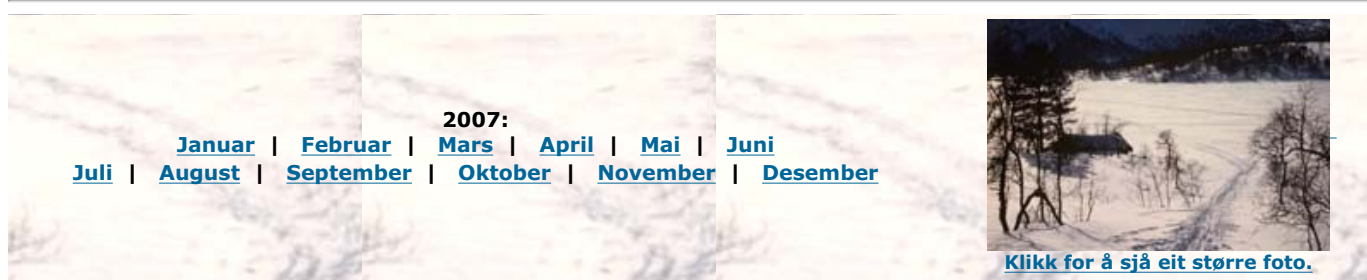 2007:
Januar | Februar | Mars | April | Mai | Juni
Juli | August | September | Oktober | November | Desember
Klikk for å sjå eit større foto.